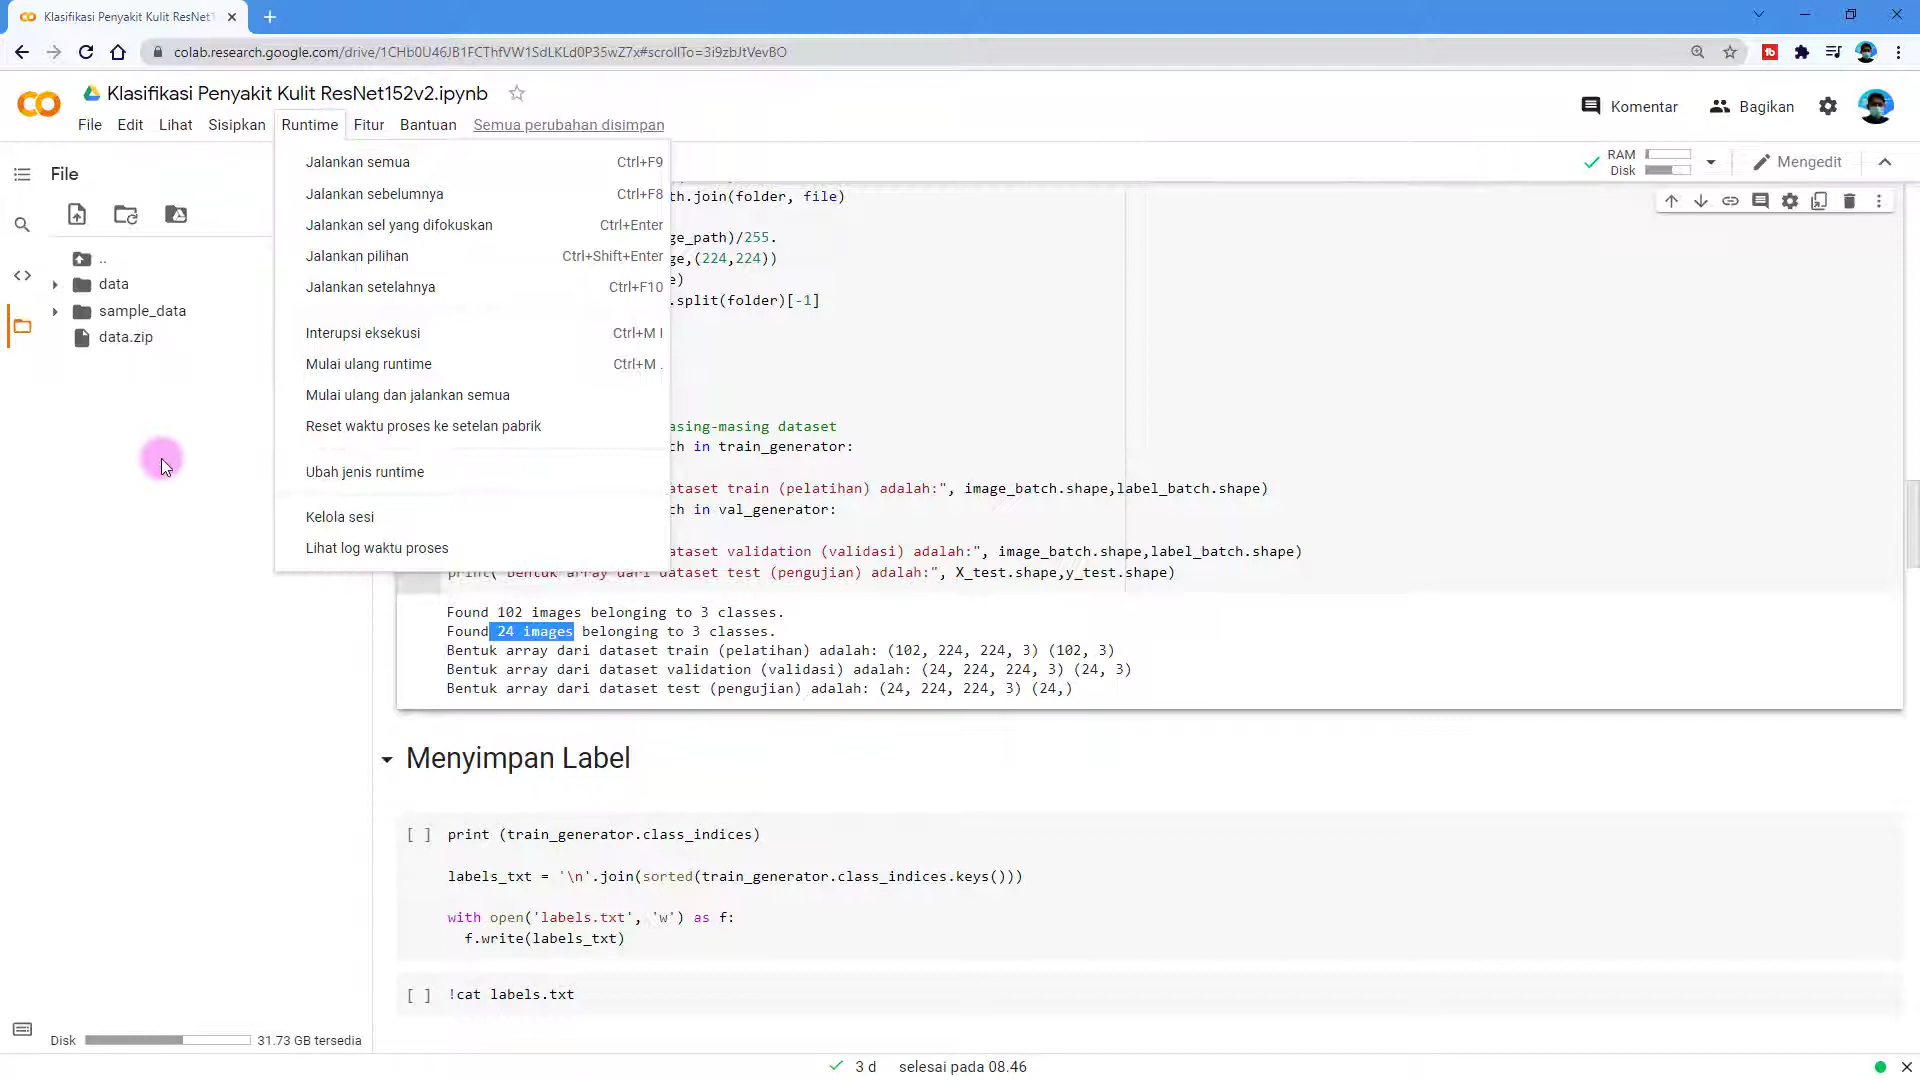 Klasifikasi Penyakit Kulit ResNet1
colab.research.google.com/drive/1CHb0U46JB1FCThfVW1SdLKLd0P35wZ7x#scrollTo=3i9zbJtVevBO
Klasifikasi Penyakit Kulit ResNet152v2.ipynb
File Edit Lihat Sisipkan Runtime Fitur Bantuan Semua perubahan disimpan
Komentar Bagikan
File
..
data
sample_data
data.zip
Jalankan semua Ctrl+F9
Jalankan sebelumnya Ctrl+F8
Jalankan sel yang difokuskan Ctrl+Enter
Jalankan pilihan Ctrl+Shift+Enter
Jalankan setelahnya Ctrl+F10
Interupsi eksekusi Ctrl+M I
Mulai ulang runtime Ctrl+M .
Mulai ulang dan jalankan semua
Reset waktu proses ke setelan pabrik
Ubah jenis runtime
Kelola sesi
Lihat log waktu proses
RAM
Disk
Mengedit
th.join(folder, file)
ge_path)/255.
ge,(224,224))
e)
.split(folder)[-1]
asing-masing dataset
ch in train_generator:
ataset train (pelatihan) adalah:", image_batch.shape,label_batch.shape)
ch in val_generator:
ataset validation (validasi) adalah:", image_batch.shape,label_batch.shape)
print("Bentuk array dari dataset test (pengujian) adalah:", X_test.shape,y_test.shape)
Found 102 images belonging to 3 classes.
Found 24 images belonging to 3 classes.
Bentuk array dari dataset train (pelatihan) adalah: (102, 224, 224, 3) (102, 3)
Bentuk array dari dataset validation (validasi) adalah: (24, 224, 224, 3) (24, 3)
Bentuk array dari dataset test (pengujian) adalah: (24, 224, 224, 3) (24,)
Menyimpan Label
[ ] print (train_generator.class_indices)
labels_txt = '\n'.join(sorted(train_generator.class_indices.keys()))
with open('labels.txt', 'w') as f:
f.write(labels_txt)
[ ] !cat labels.txt
Disk 31.73 GB tersedia
3 d selesai pada 08.46